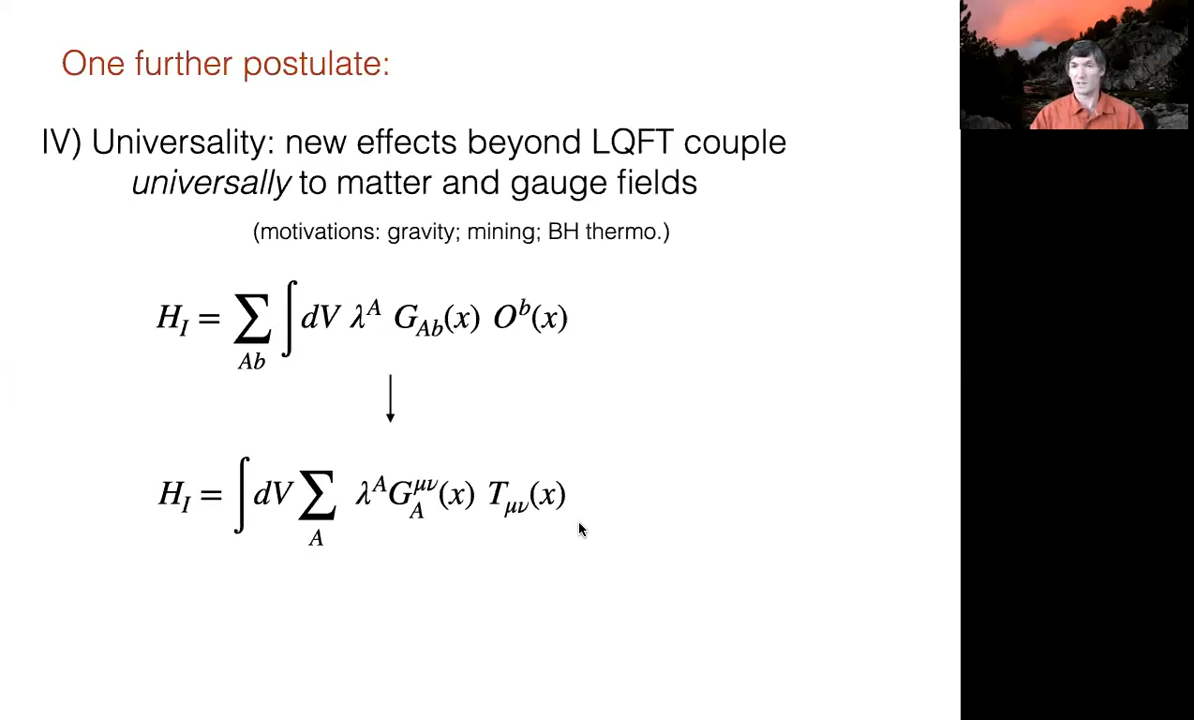 One further postulate:
IV) Universality: new effects beyond LQFT couple
universally to matter and gauge fields
(motivations: gravity; mining; BH thermo.)
H_I = ∑_{Ab} ∫ dV λ^A G_{Ab}(x) O^b(x)
↓
H_I = ∫ dV ∑_A λ^A G_A^{μν}(x) T_{μν}(x)